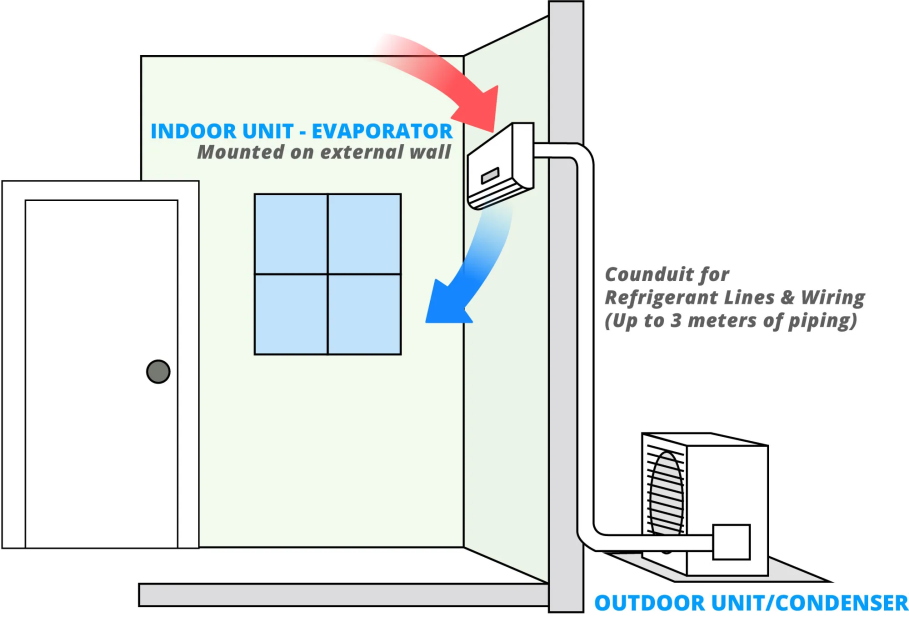 INDOOR UNIT - EVAPORATOR
Mounted on external wall
Counduit for
Refrigerant Lines & Wiring
(Up to 3 meters of piping)
OUTDOOR UNIT/CONDENSER